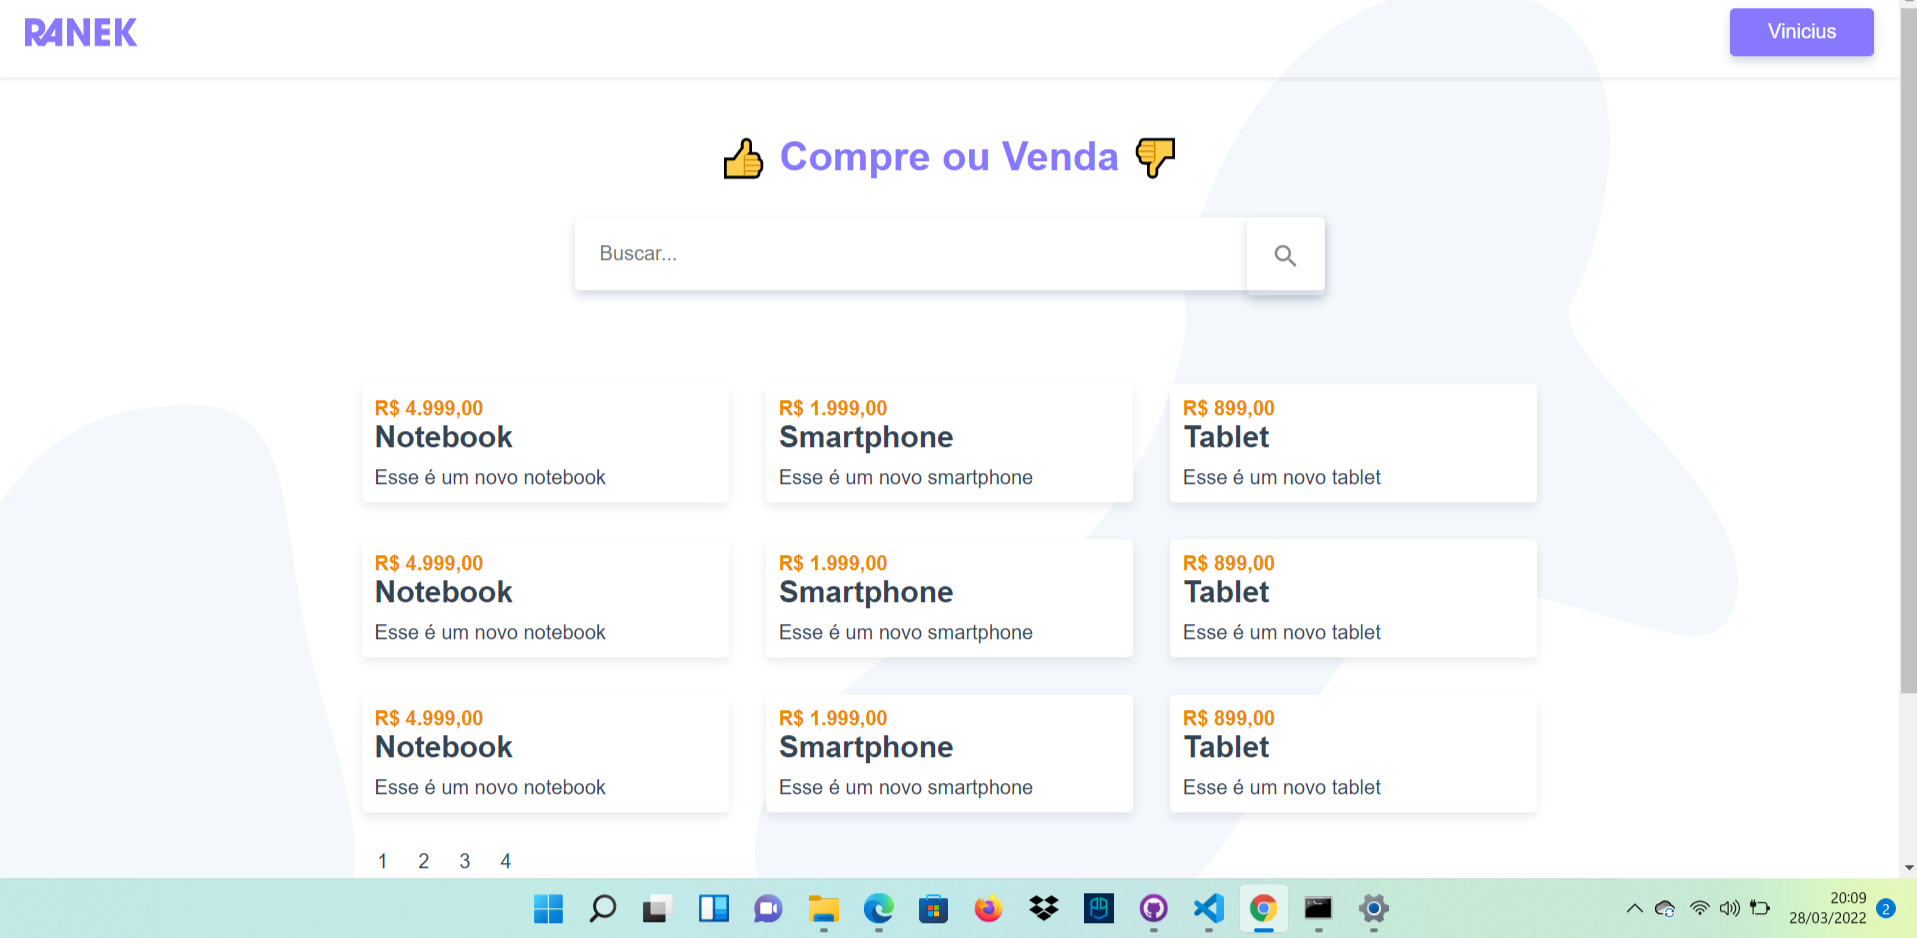 RANEK
Vinicius
Compre ou Venda
Buscar...
R$ 4.999,00
Notebook
Esse é um novo notebook
R$ 1.999,00
Smartphone
Esse é um novo smartphone
R$ 899,00
Tablet
Esse é um novo tablet
R$ 4.999,00
Notebook
Esse é um novo notebook
R$ 1.999,00
Smartphone
Esse é um novo smartphone
R$ 899,00
Tablet
Esse é um novo tablet
R$ 4.999,00
Notebook
Esse é um novo notebook
R$ 1.999,00
Smartphone
Esse é um novo smartphone
R$ 899,00
Tablet
Esse é um novo tablet
1 2 3 4
20:09
28/03/2022
2